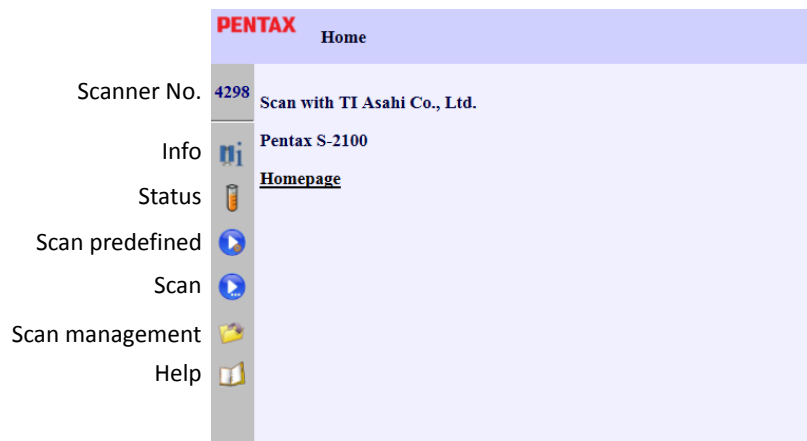 PENTAX Home
Scanner No. 4298
Scan with TI Asahi Co., Ltd.
Pentax S-2100
Info
Homepage
Status
Scan predefined
Scan
Scan management
Help